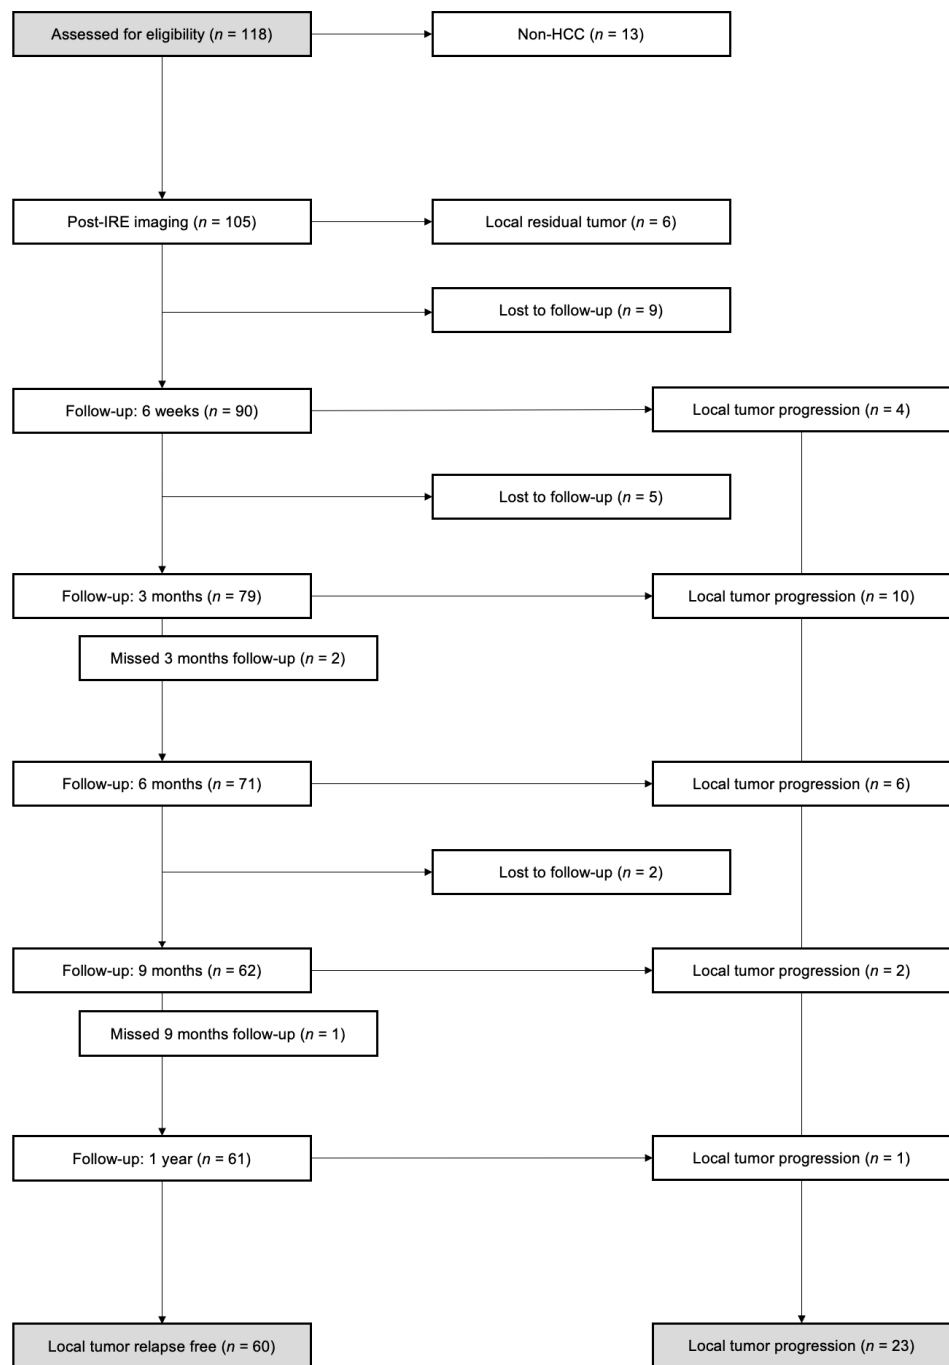 Assessed for eligibility (n = 118)
Non-HCC (n = 13)
Post-IRE imaging (n = 105)
Local residual tumor (n = 6)
Lost to follow-up (n = 9)
Follow-up: 6 weeks (n = 90)
Local tumor progression (n = 4)
Lost to follow-up (n = 5)
Follow-up: 3 months (n = 79)
Local tumor progression (n = 10)
Missed 3 months follow-up (n = 2)
Follow-up: 6 months (n = 71)
Local tumor progression (n = 6)
Lost to follow-up (n = 2)
Follow-up: 9 months (n = 62)
Local tumor progression (n = 2)
Missed 9 months follow-up (n = 1)
Follow-up: 1 year (n = 61)
Local tumor progression (n = 1)
Local tumor relapse free (n = 60)
Local tumor progression (n = 23)